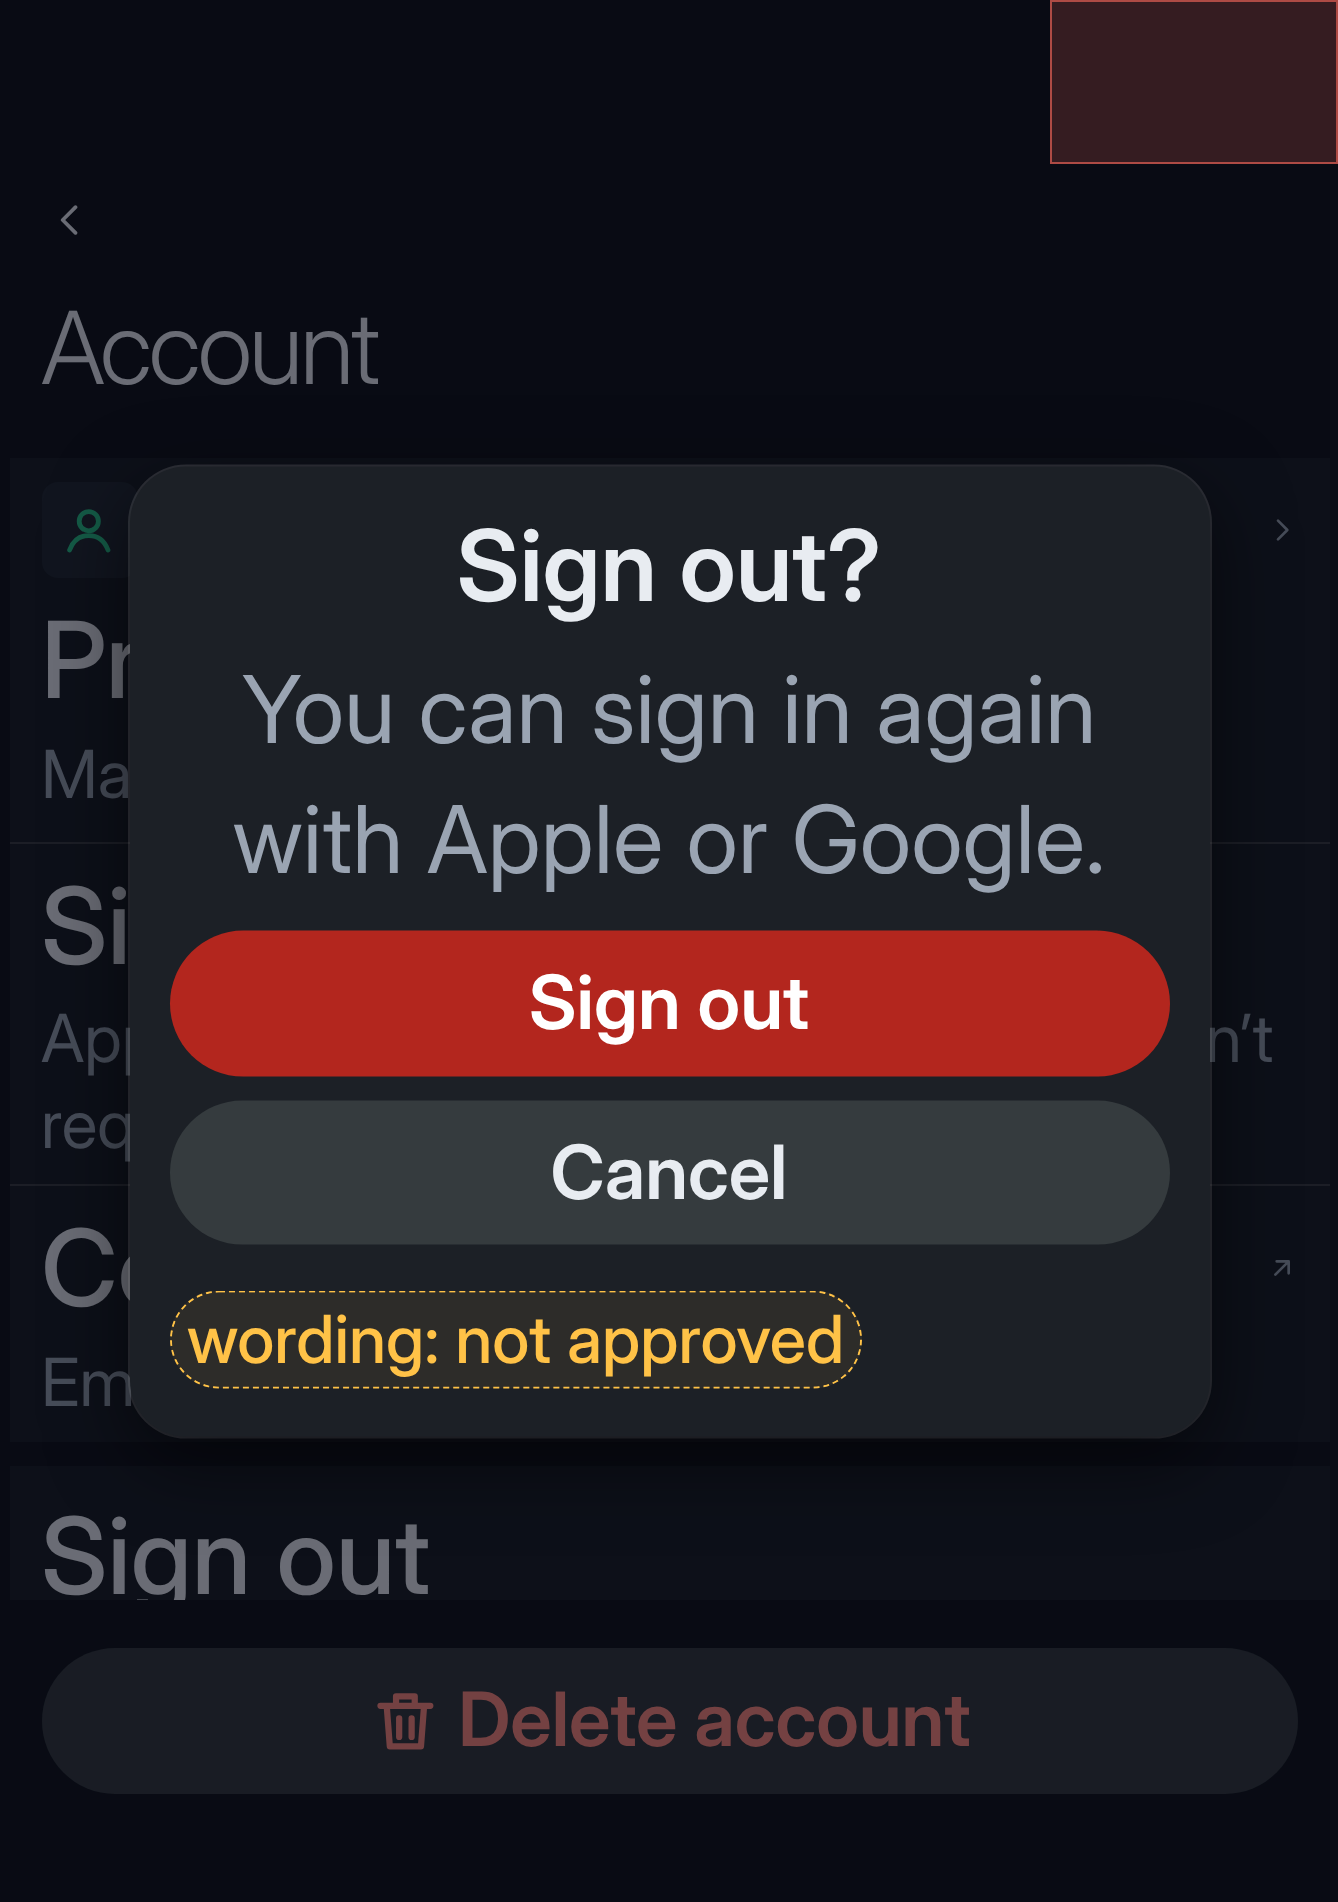 Account
Sign out?
You can sign in again
with Apple or Google.
Sign out
Cancel
wording: not approved
Sign out
Delete account